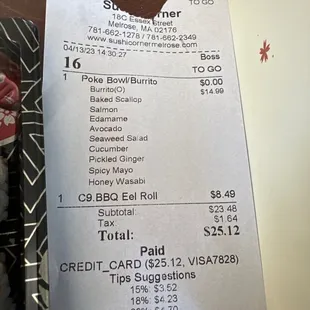 TO GO
Corner
18C Essex Street
Melrose, MA 02176
781-662-1278 / 781-662-2349
www.sushicornermelrose.com
04/13/23 14:30:27 Boss
16 TO GO
1 Poke Bowl/Burrito $0.00
Burrito(O) $14.99
Baked Scallop
Salmon
Edamame
Avocado
Seaweed Salad
Cucumber
Pickled Ginger
Spicy Mayo
Honey Wasabi
1 C9.BBQ Eel Roll $8.49
Subtotal: $23.48
Tax $1.64
Total: $25.12
Paid
CREDIT_CARD ($25.12, VISA7828)
Tips Suggestions
15%: $3.52
18%: $4.23